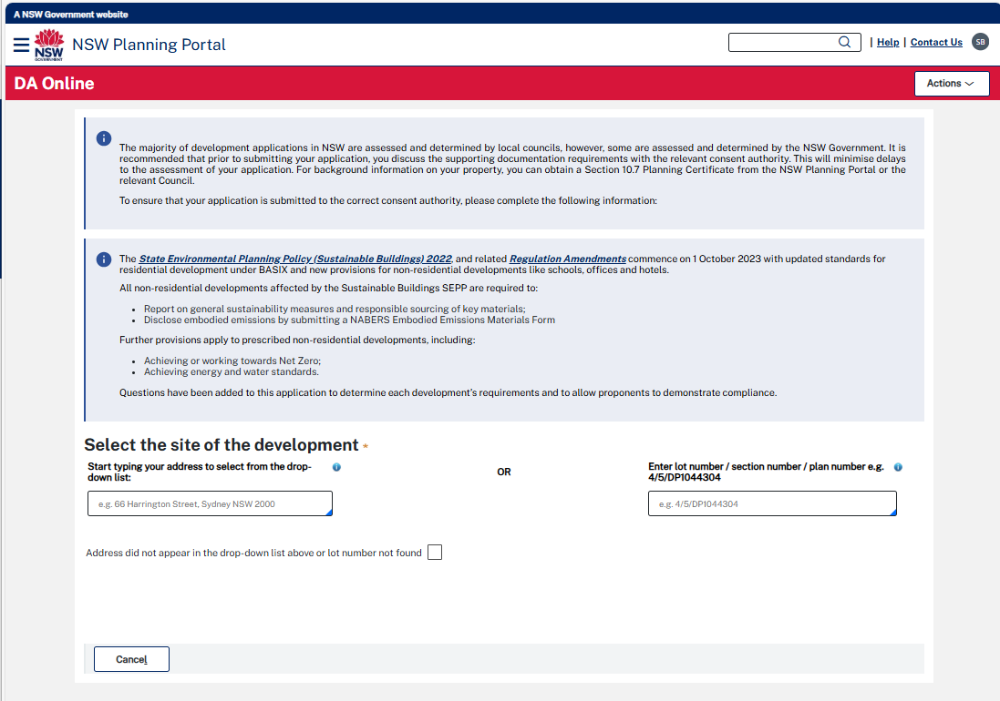 A NSW Government website
NSW
GOVERNMENT
NSW Planning Portal
| Help | Contact Us
SB
DA Online
Actions
The majority of development applications in NSW are assessed and determined by local councils, however, some are assessed and determined by the NSW Government. It is
recommended that prior to submitting your application, you discuss the supporting documentation requirements with the relevant consent authority. This will minimise delays
to the assessment of your application. For background information on your property, you can obtain a Section 10.7 Planning Certificate from the NSW Planning Portal or the
relevant Council.
To ensure that your application is submitted to the correct consent authority, please complete the following information:
The State Environmental Planning Policy (Sustainable Buildings) 2022, and related Regulation Amendments commence on 1 October 2023 with updated standards for
residential development under BASIX and new provisions for non-residential developments like schools, offices and hotels.
All non-residential developments affected by the Sustainable Buildings SEPP are required to:
• Report on general sustainability measures and responsible sourcing of key materials;
• Disclose embodied emissions by submitting a NABERS Embodied Emissions Materials Form
Further provisions apply to prescribed non-residential developments, including:
• Achieving or working towards Net Zero;
• Achieving energy and water standards.
Questions have been added to this application to determine each development's requirements and to allow proponents to demonstrate compliance.
Select the site of the development *
Start typing your address to select from the drop-
down list:
e.g. 66 Harrington Street, Sydney NSW 2000
OR
Enter lot number / section number / plan number e.g.
4/5/DP1044304
e.g. 4/5/DP1044304
Address did not appear in the drop-down list above or lot number not found
Cancel